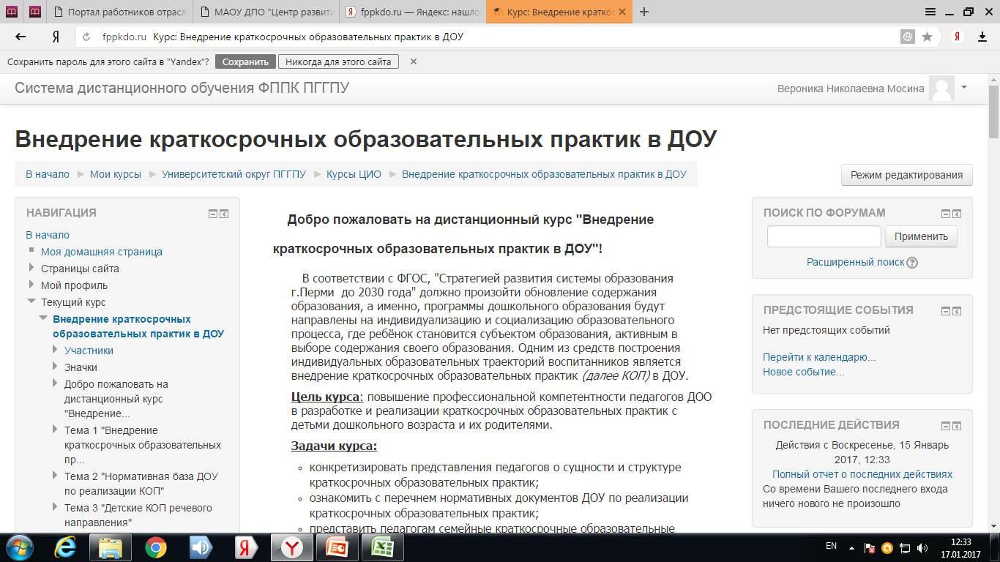 Портал работников отрасл
МАОУ ДПО "Центр развити
fppkdo.ru — Яндекс: нашло
Курс: Внедрение краткос
fppkdo.ru Курс: Внедрение краткосрочных образовательных практик в ДОУ
Сохранить пароль для этого сайта в "Yandex"? Сохранить Никогда для этого сайта
Система дистанционного обучения ФППК ПГГПУ
Вероника Николаевна Мосина
Внедрение краткосрочных образовательных практик в ДОУ
В начало Мои курсы Университетский округ ПГГПУ Курсы ЦИО Внедрение краткосрочных образовательных практик в ДОУ
Режим редактирования
НАВИГАЦИЯ
В начало
Моя домашняя страница
Страницы сайта
Мой профиль
Текущий курс
Внедрение краткосрочных
образовательных практик в ДОУ
Участники
Значки
Добро пожаловать на
дистанционный курс
"Внедрение...
Тема 1 "Внедрение
краткосрочных образовательных
пр...
Тема 2 "Нормативная база ДОУ
по реализации КОП"
Тема 3 "Детские КОП речевого
направления"
Добро пожаловать на дистанционный курс "Внедрение
краткосрочных образовательных практик в ДОУ"!
В соответствии с ФГОС, "Стратегией развития системы образования
г.Перми до 2030 года" должно произойти обновление содержания
образования, а именно, программы дошкольного образования будут
направлены на индивидуализацию и социализацию образовательного
процесса, где ребёнок становится субъектом образования, активным в
выборе содержания своего образования. Одним из средств построения
индивидуальных образовательных траекторий воспитанников является
внедрение краткосрочных образовательных практик (далее КОП) в ДОУ.
Цель курса: повышение профессиональной компетентности педагогов ДОО
в разработке и реализации краткосрочных образовательных практик с
детьми дошкольного возраста и их родителями.
Задачи курса:
конкретизировать представления педагогов о сущности и структуре
краткосрочных образовательных практик;
ознакомить с перечнем нормативных документов ДОУ по реализации
краткосрочных образовательных практик;
представить педагогам семейные краткосрочные образовательные
ПОИСК ПО ФОРУМАМ
Применить
Расширенный поиск
ПРЕДСТОЯЩИЕ СОБЫТИЯ
Нет предстоящих событий
Перейти к календарю...
Новое событие...
ПОСЛЕДНИЕ ДЕЙСТВИЯ
Действия с Воскресенье, 15 Январь
2017, 12:33
Полный отчет о последних действиях
Со времени Вашего последнего входа
ничего нового не произошло
EN
12:33
17.01.2017